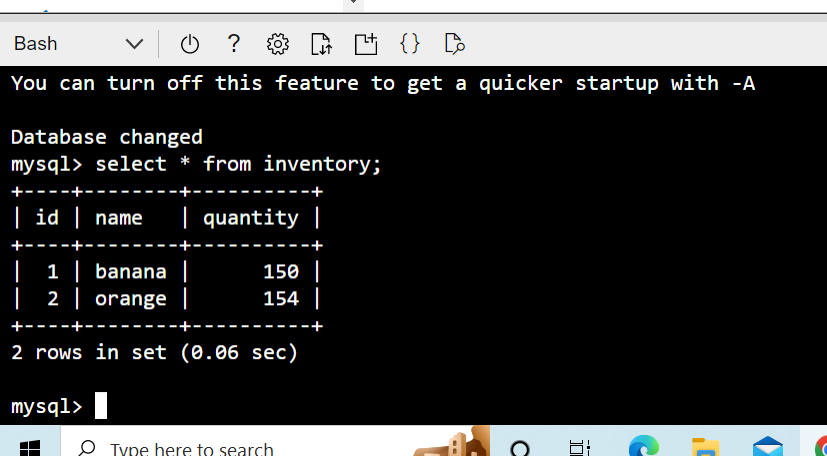 Bash
?
{}
You can turn off this feature to get a quicker startup with -A
Database changed
mysql> select * from inventory;
+----+--------+----------+
| id | name   | quantity |
+----+--------+----------+
|  1 | banana |      150 |
|  2 | orange |      154 |
+----+--------+----------+
2 rows in set (0.06 sec)
mysql>
Type here to search